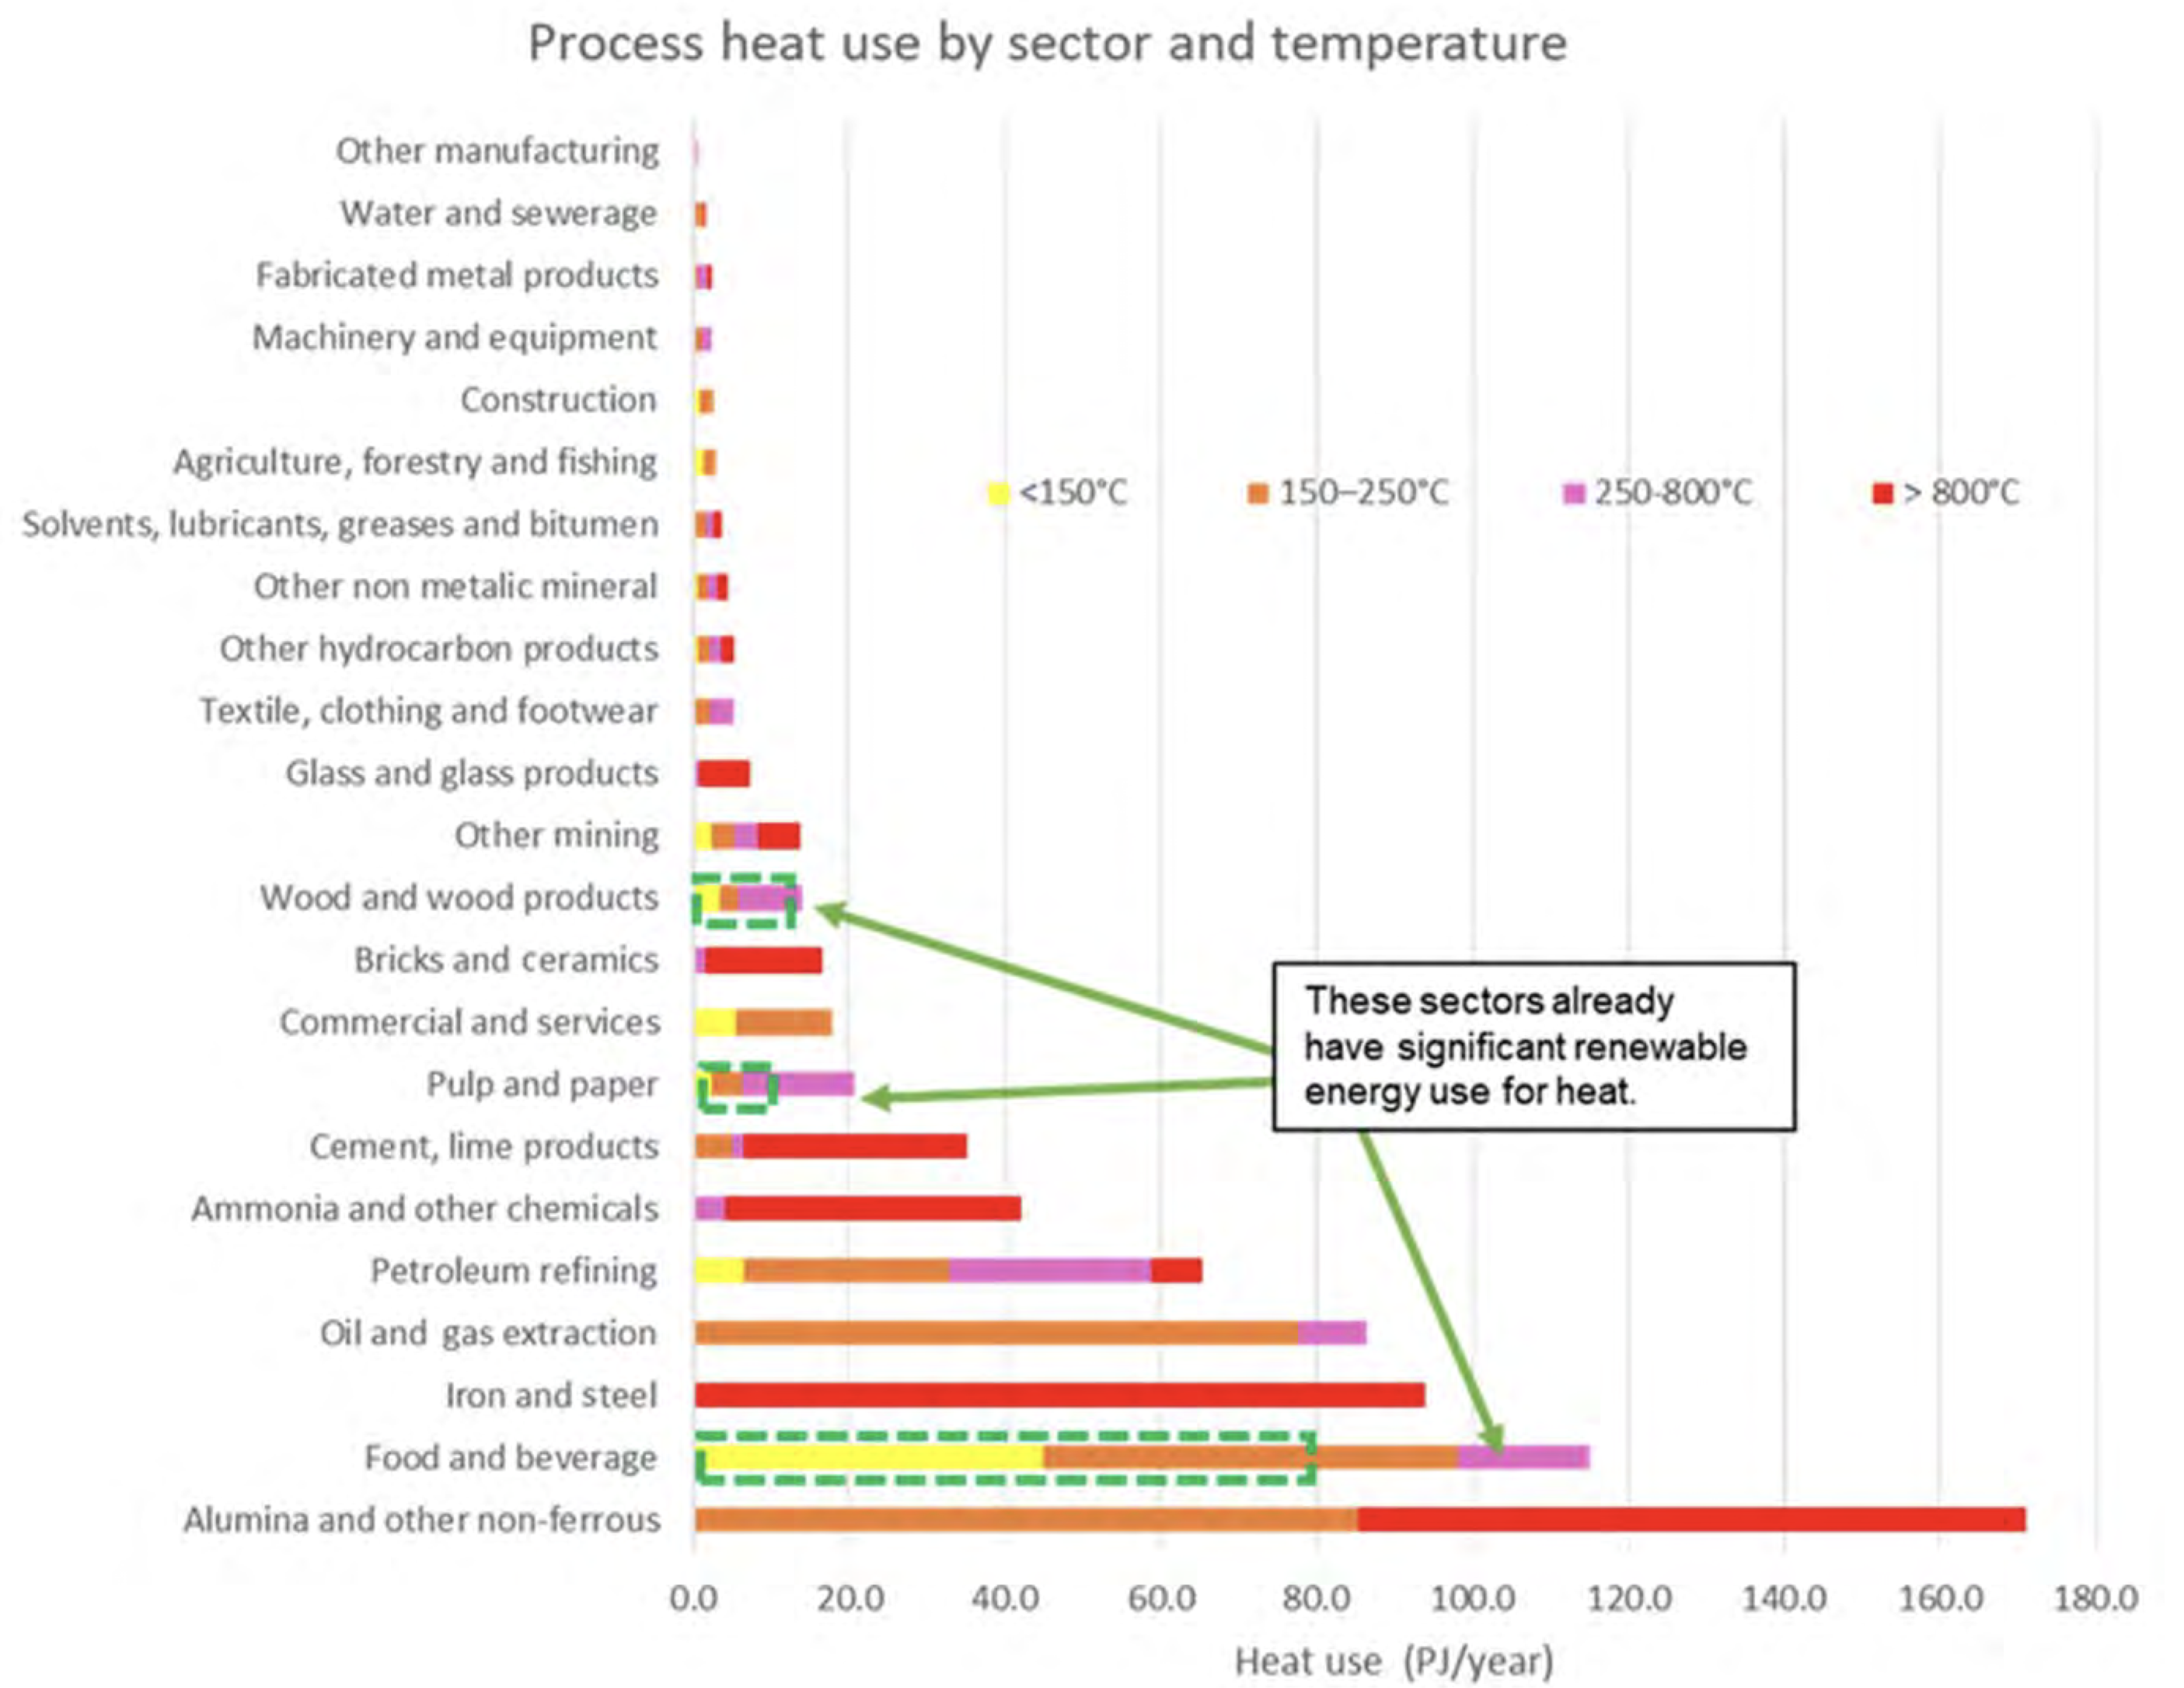 Process heat use by sector and temperature
Other manufacturing
Water and sewerage
Fabricated metal products
Machinery and equipment
Construction
Agriculture, forestry and fishing
<150°C
150–250°C
250-800°C
> 800°C
Solvents, lubricants, greases and bitumen
Other non metalic mineral
Other hydrocarbon products
Textile, clothing and footwear
Glass and glass products
Other mining
Wood and wood products
Bricks and ceramics
These sectors already
have significant renewable
energy use for heat.
Commercial and services
Pulp and paper
Cement, lime products
Ammonia and other chemicals
Petroleum refining
Oil and gas extraction
Iron and steel
Food and beverage
Alumina and other non-ferrous
0.0 20.0 40.0 60.0 80.0 100.0 120.0 140.0 160.0 180.0
Heat use (PJ/year)